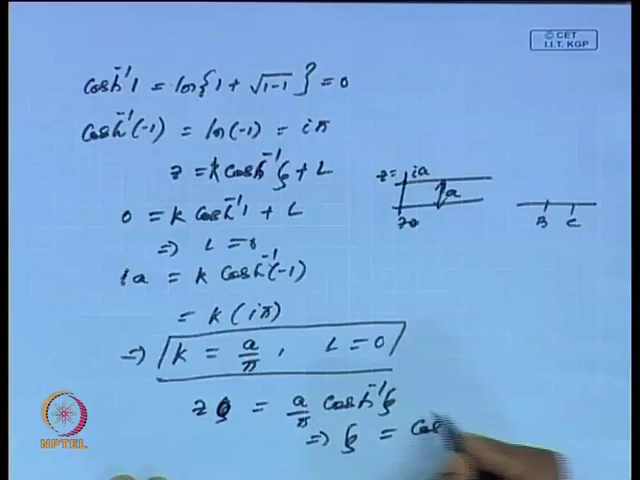 © CET
I.I.T. KGP
cosh⁻¹1 = ln{1 + √(1-1)} = 0
cosh⁻¹(-1) = ln(-1) = iπ
z = k cosh⁻¹ζ + L
0 = k cosh⁻¹1 + L
⇒ L = 0
ia = k cosh⁻¹(-1)
= k(iπ)
⇒ k = a/π, L = 0
z = a/π cosh⁻¹ζ
⇒ ζ = cos
z = ia
a
B C
NPTEL